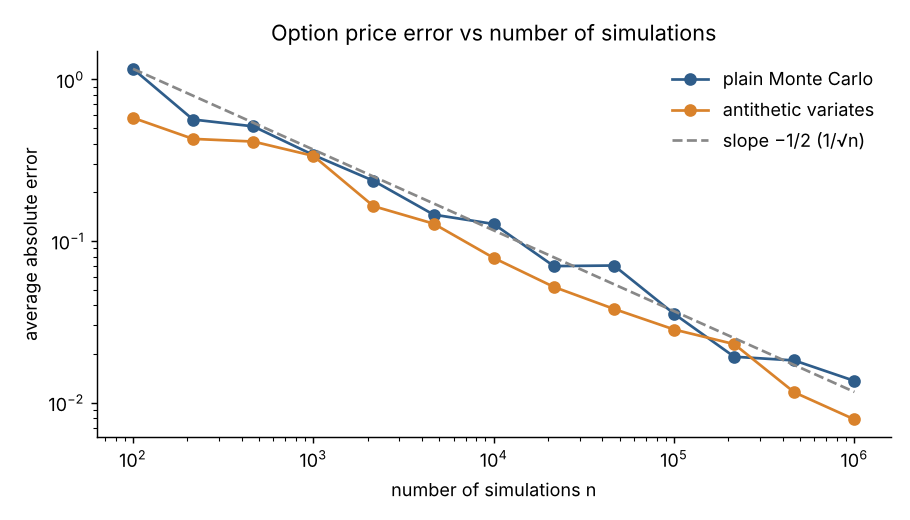 Option price error vs number of simulations
plain Monte Carlo
antithetic variates
slope −1/2 (1/√n)
average absolute error
10⁰
10⁻¹
10⁻²
10²
10³
10⁴
10⁵
10⁶
number of simulations n